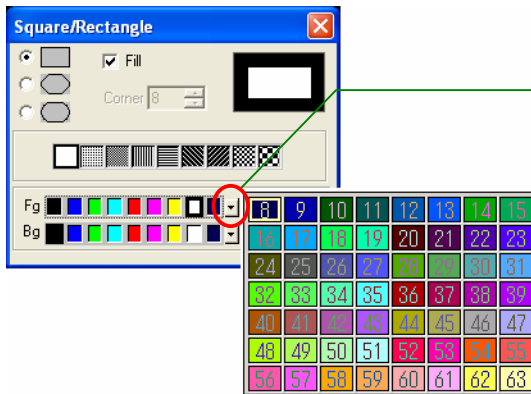 Square/Rectangle
Fill
Corner 8
Fg
Bg
8 9 10 11 12 13 14 15
16 17 18 19 20 21 22 23
24 25 26 27 28 29 30 31
32 33 34 35 36 37 38 39
40 41 42 43 44 45 46 47
48 49 50 51 52 53 54 55
56 57 58 59 60 61 62 63